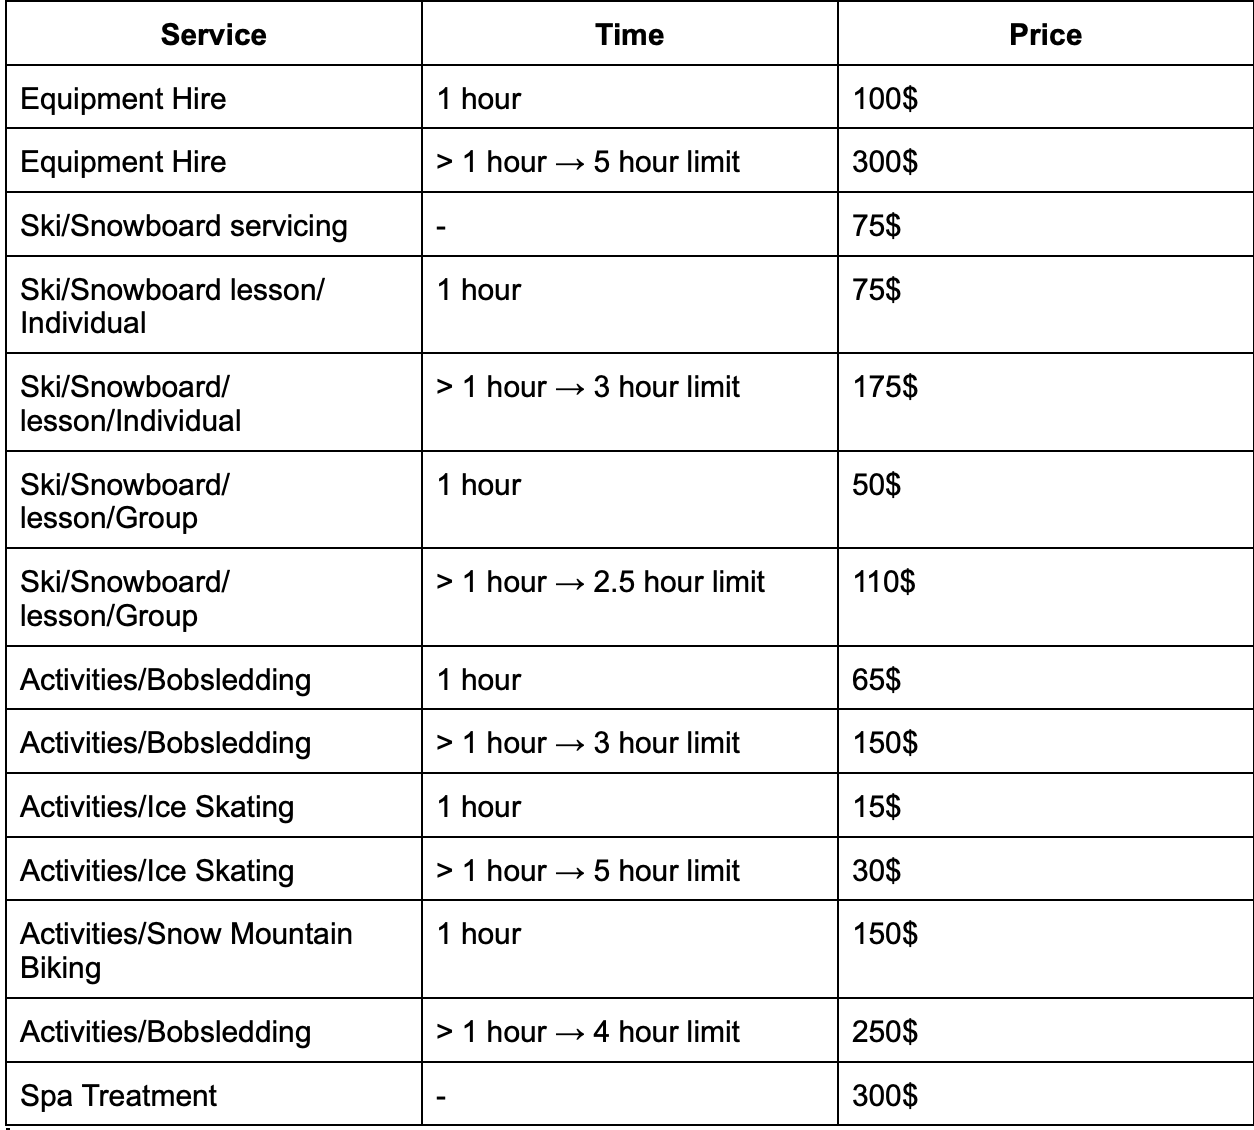 Service Time Price
Equipment Hire 1 hour 100$
Equipment Hire > 1 hour → 5 hour limit 300$
Ski/Snowboard servicing - 75$
Ski/Snowboard lesson/ 1 hour 75$
Individual
Ski/Snowboard/ > 1 hour → 3 hour limit 175$
lesson/Individual
Ski/Snowboard/ 1 hour 50$
lesson/Group
Ski/Snowboard/ > 1 hour → 2.5 hour limit 110$
lesson/Group
Activities/Bobsledding 1 hour 65$
Activities/Bobsledding > 1 hour → 3 hour limit 150$
Activities/Ice Skating 1 hour 15$
Activities/Ice Skating > 1 hour → 5 hour limit 30$
Activities/Snow Mountain 1 hour 150$
Biking
Activities/Bobsledding > 1 hour → 4 hour limit 250$
Spa Treatment - 300$